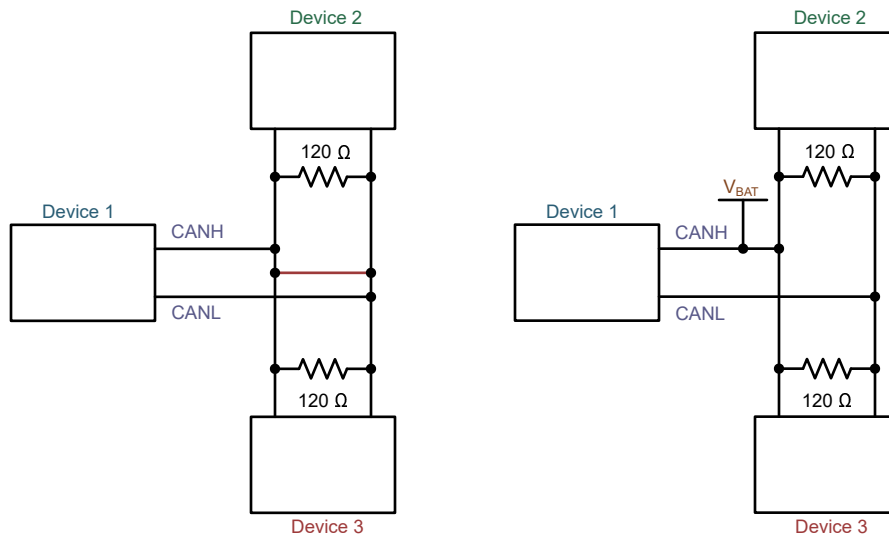 Device 2
120 Ω
Device 1
CANH
CANL
120 Ω
Device 3
Device 2
120 Ω
V_BAT
Device 1
CANH
CANL
120 Ω
Device 3